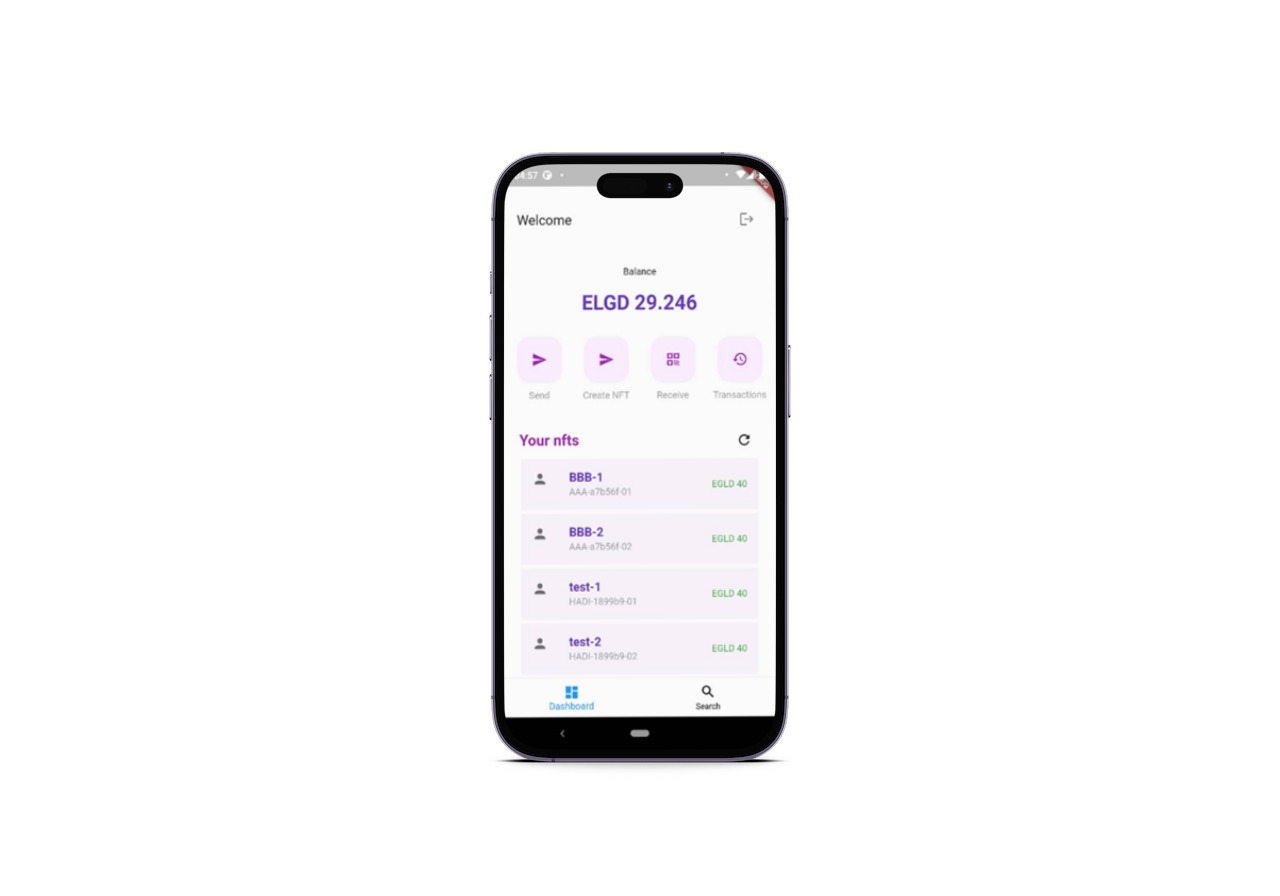 4:57
Welcome
Balance
ELGD 29.246
Send Create NFT Receive Transactions
Your nfts
BBB-1
AAA-a7b56f-01
EGLD 40
BBB-2
AAA-a7b56f-02
EGLD 40
test-1
HADI-1899b9-01
EGLD 40
test-2
HADI-1899b9-02
EGLD 40
Dashboard Search